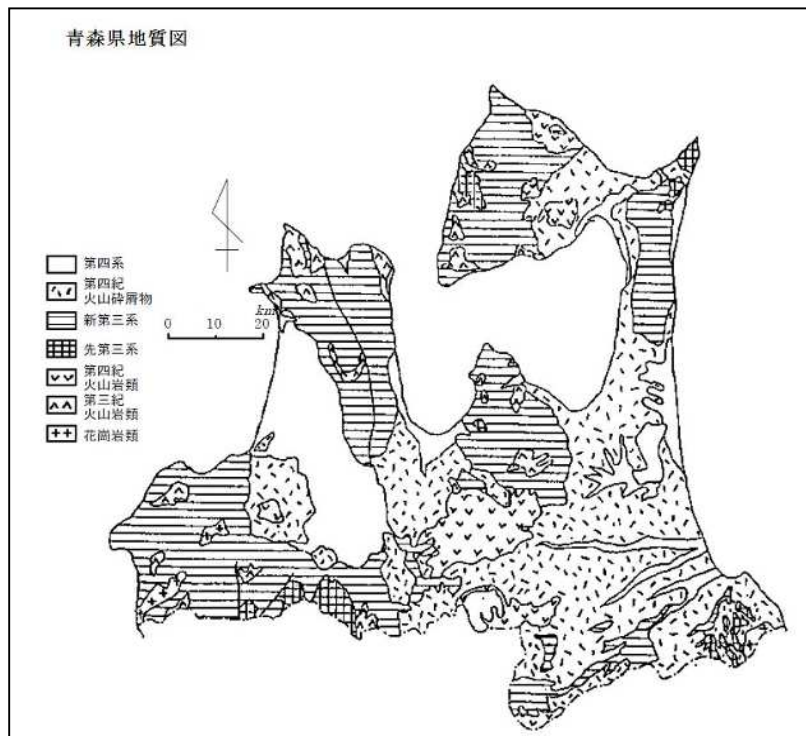 青森県地質図
第四系
第四紀
火山砕屑物
新第三系
先第三系
第四紀
火山岩類
第三紀
火山岩類
花崗岩類
km
0 10 20